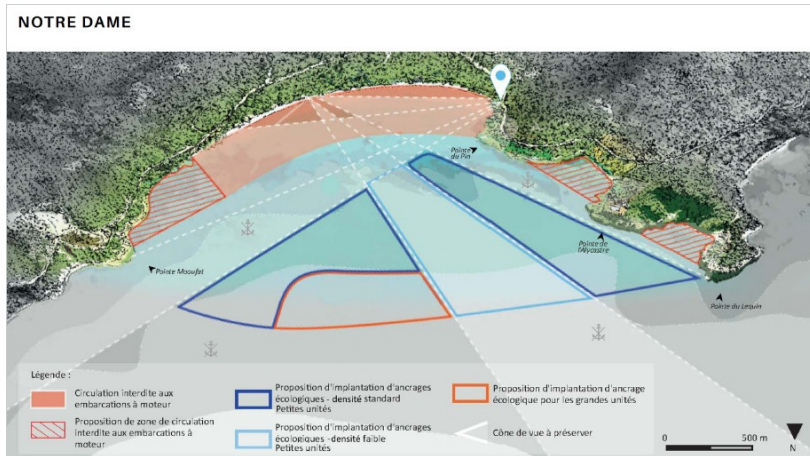 NOTRE DAME
Pointe
du Pin
Pointe de
l'Alycastre
Pointe Maoufat
Pointe du Lequin
Légende :
Circulation interdite aux
embarcations à moteur
Proposition de zone de circulation
interdite aux embarcations à
moteur
Proposition d'implantation d'ancrages
écologiques - densité standard
Petites unités
Proposition d'implantation d'ancrages
écologiques -densité faible
Petites unités
Proposition d'implantation d'ancrage
écologique pour les grandes unités
Cône de vue à préserver
0 500 m
N